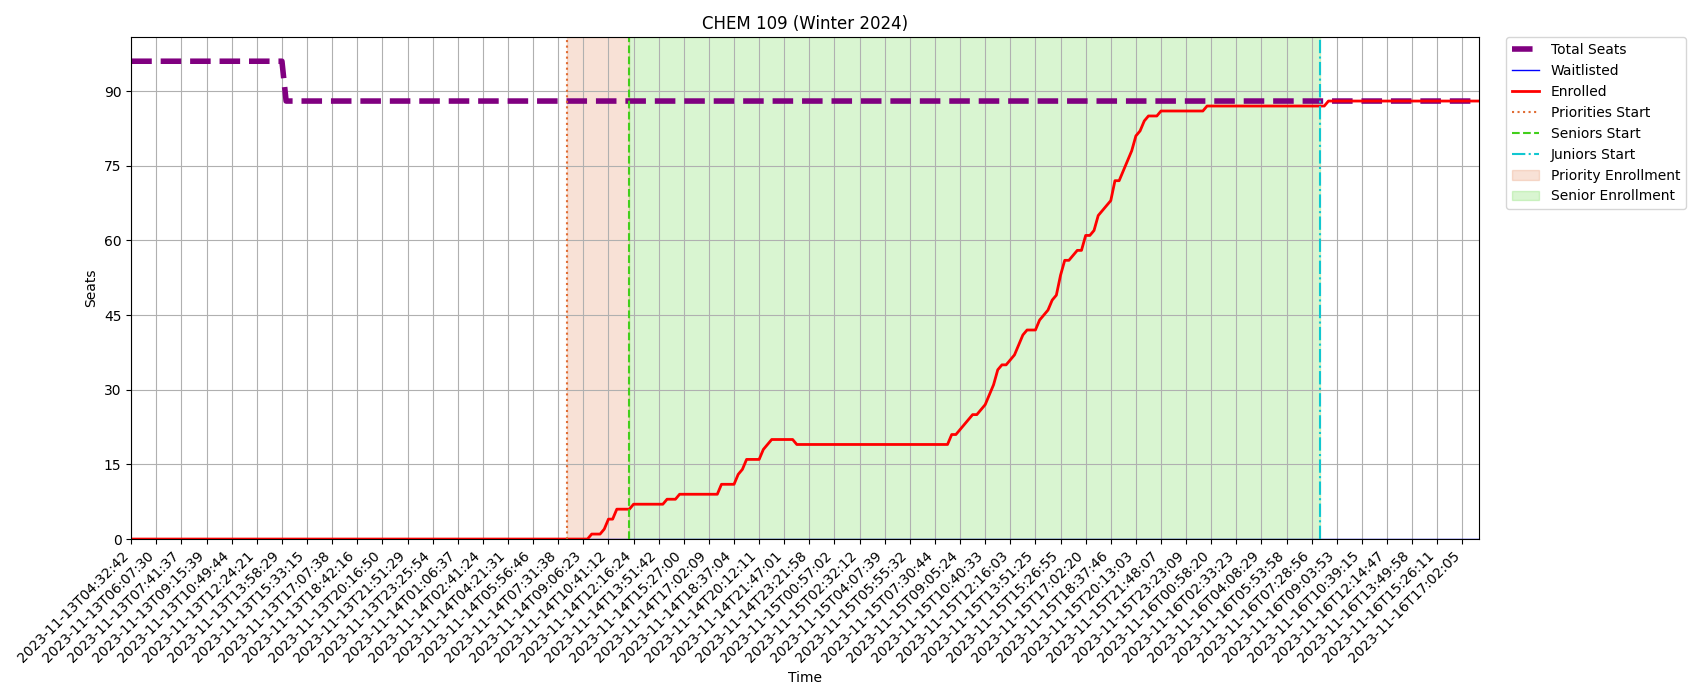 CHEM 109 (Winter 2024)
Total Seats
Waitlisted
Enrolled
Priorities Start
Seniors Start
Juniors Start
Priority Enrollment
Senior Enrollment
90
75
60
45
30
15
0
Seats
2023-11-13T04:32:42
2023-11-13T06:07:30
2023-11-13T07:41:37
2023-11-13T09:15:39
2023-11-13T10:49:44
2023-11-13T12:24:21
2023-11-13T13:58:29
2023-11-13T15:33:15
2023-11-13T17:07:38
2023-11-13T18:42:16
2023-11-13T20:16:50
2023-11-13T21:51:29
2023-11-13T23:25:54
2023-11-14T01:06:37
2023-11-14T02:41:24
2023-11-14T04:21:31
2023-11-14T05:56:46
2023-11-14T07:31:38
2023-11-14T09:06:23
2023-11-14T10:41:12
2023-11-14T12:16:24
2023-11-14T13:51:42
2023-11-14T15:27:00
2023-11-14T17:02:09
2023-11-14T18:37:04
2023-11-14T20:12:11
2023-11-14T21:47:01
2023-11-14T23:21:58
2023-11-15T00:57:02
2023-11-15T02:32:12
2023-11-15T04:07:39
2023-11-15T05:55:32
2023-11-15T07:30:44
2023-11-15T09:05:24
2023-11-15T10:40:33
2023-11-15T12:16:03
2023-11-15T13:51:25
2023-11-15T15:26:55
2023-11-15T17:02:20
2023-11-15T18:37:46
2023-11-15T20:13:03
2023-11-15T21:48:07
2023-11-15T23:23:09
2023-11-16T00:58:20
2023-11-16T02:33:23
2023-11-16T04:08:29
2023-11-16T05:53:58
2023-11-16T07:28:56
2023-11-16T09:03:53
2023-11-16T10:39:15
2023-11-16T12:14:47
2023-11-16T13:49:58
2023-11-16T15:26:11
2023-11-16T17:02:05
Time